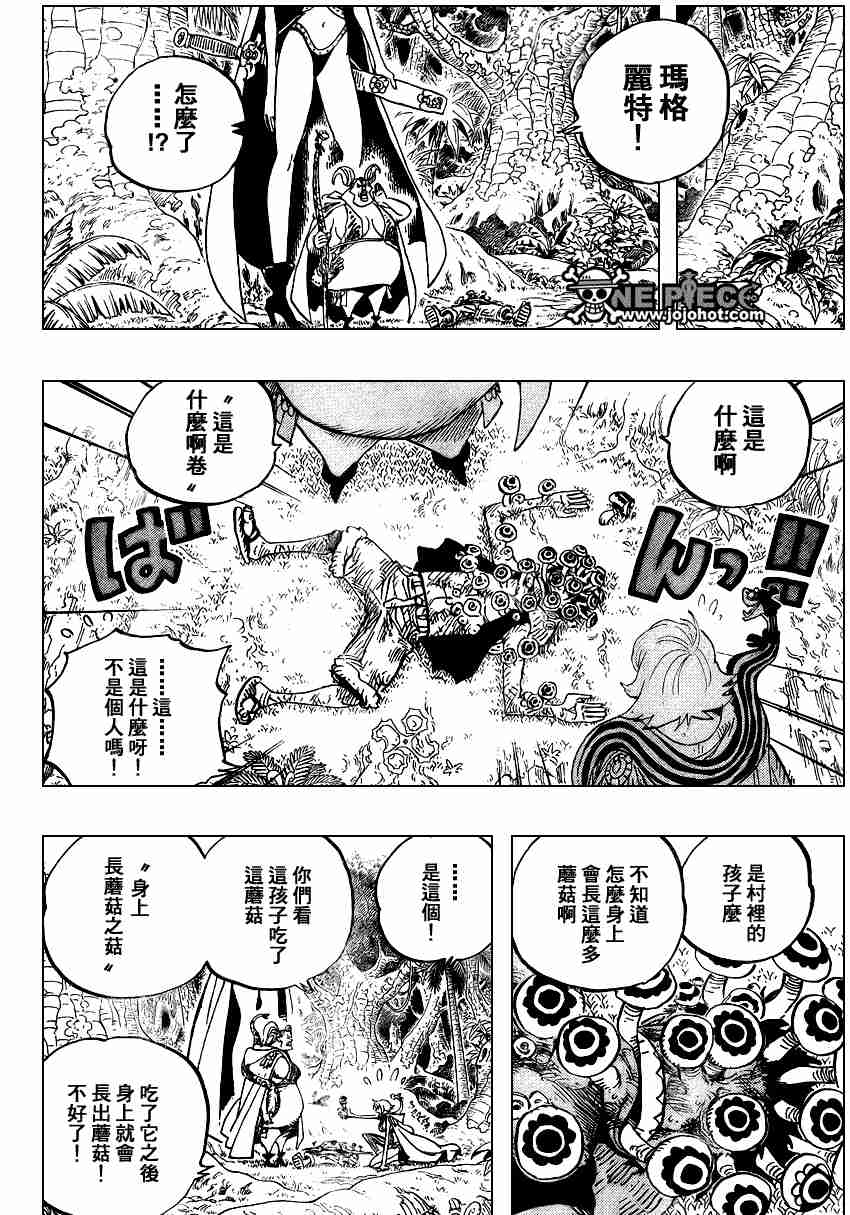 瑪格
麗特！
怎麼了
……
!?
ONE PIECE
www.jojohot.com
這是
什麼啊
〝這是
什麼啊卷〞
ばんっ!!
……這……
這是什麼呀！
不是個人嗎！
是村裡的
孩子麼
不知道
怎麼身上
會長這麼多
蘑菇啊
……
是這個！
你們看
這孩子吃了
這蘑菇
〝身上
長蘑菇之菇〞
吃了它之後
身上就會
長出蘑菇！
不好了！